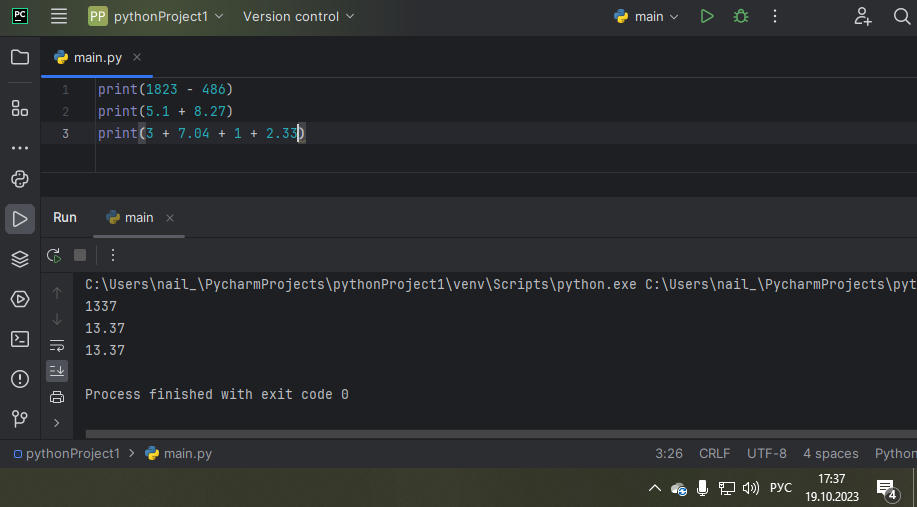 PC PP pythonProject1 Version control main
main.py
1 print(1823 - 486)
2 print(5.1 + 8.27)
3 print(3 + 7.04 + 1 + 2.33)
Run main
C:\Users\nail_\PycharmProjects\pythonProject1\venv\Scripts\python.exe C:\Users\nail_\PycharmProjects\pyt
1337
13.37
13.37
Process finished with exit code 0
pythonProject1 main.py 3:26 CRLF UTF-8 4 spaces Python
РУС 17:37
19.10.2023 4